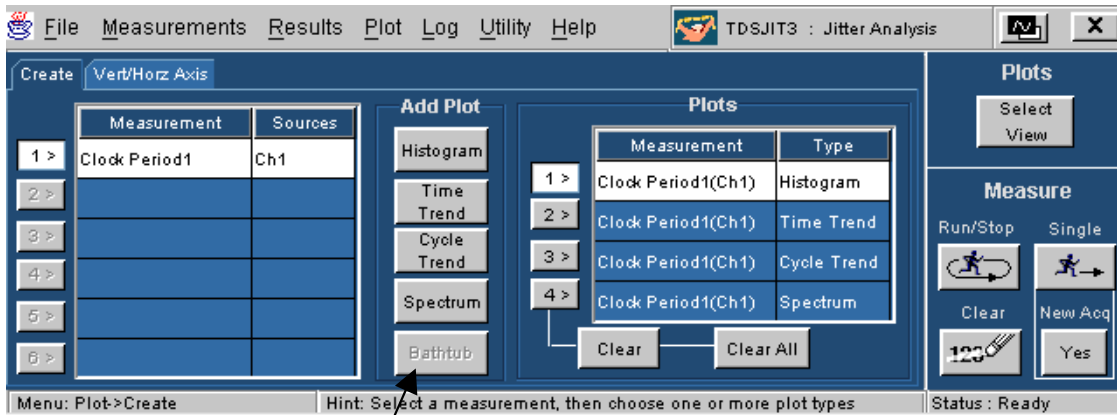 File Measurements Results Plot Log Utility Help TDSJIT3 : Jitter Analysis X
Create Vert/Horz Axis
Measurement Sources
1 > Clock Period1 Ch1
2 >
3 >
4 >
5 >
6 >
Add Plot
Histogram
Time
Trend
Cycle
Trend
Spectrum
Bathtub
Plots
Measurement Type
1 > Clock Period1(Ch1) Histogram
2 > Clock Period1(Ch1) Time Trend
3 > Clock Period1(Ch1) Cycle Trend
4 > Clock Period1(Ch1) Spectrum
Clear Clear All
Plots
Select
View
Measure
Run/Stop Single
Clear New Acq
123 Yes
Menu: Plot->Create Hint: Select a measurement, then choose one or more plot types Status : Ready